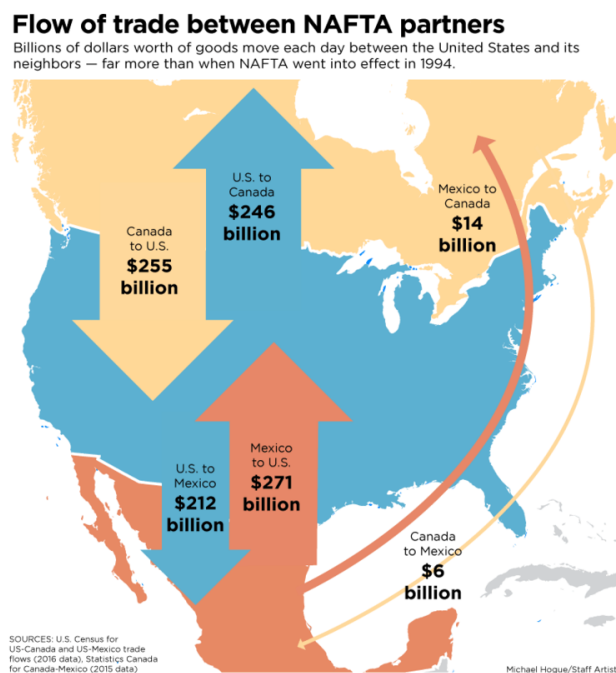 Flow of trade between NAFTA partners
Billions of dollars worth of goods move each day between the United States and its
neighbors — far more than when NAFTA went into effect in 1994.
U.S. to
Canada
$246
billion
Canada
to U.S.
$255
billion
Mexico to
Canada
$14
billion
U.S. to
Mexico
$212
billion
Mexico
to U.S.
$271
billion
Canada
to Mexico
$6
billion
SOURCES: U.S. Census for
US-Canada and US-Mexico trade
flows (2016 data), Statistics Canada
for Canada-Mexico (2015 data)
Michael Hogue/Staff Artist